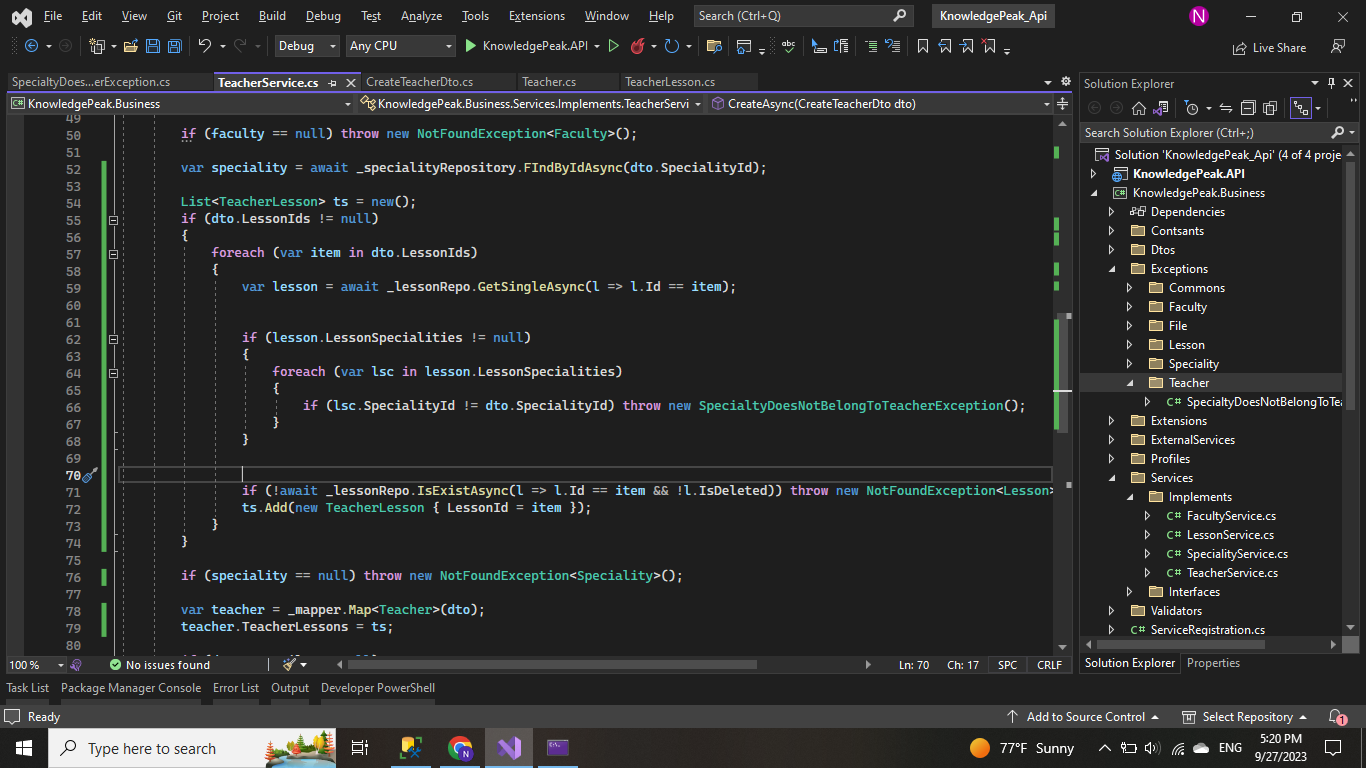 File Edit View Git Project Build Debug Test Analyze Tools Extensions Window Help Search (Ctrl+Q) KnowledgePeak_Api N
Debug Any CPU KnowledgePeak.API Live Share
SpecialtyDoes...erException.cs TeacherService.cs CreateTeacherDto.cs Teacher.cs TeacherLesson.cs
KnowledgePeak.Business KnowledgePeak.Business.Services.Implements.TeacherServi CreateAsync(CreateTeacherDto dto)
49
50 if (faculty == null) throw new NotFoundException<Faculty>();
51
52 var speciality = await _specialityRepository.FIndByIdAsync(dto.SpecialityId);
53
54 List<TeacherLesson> ts = new();
55 if (dto.LessonIds != null)
56 {
57 foreach (var item in dto.LessonIds)
58 {
59 var lesson = await _lessonRepo.GetSingleAsync(l => l.Id == item);
60
61
62 if (lesson.LessonSpecialities != null)
63 {
64 foreach (var lsc in lesson.LessonSpecialities)
65 {
66 if (lsc.SpecialityId != dto.SpecialityId) throw new SpecialtyDoesNotBelongToTeacherException();
67 }
68 }
69
70
71 if (!await _lessonRepo.IsExistAsync(l => l.Id == item && !l.IsDeleted)) throw new NotFoundException<Lesson>
72 ts.Add(new TeacherLesson { LessonId = item });
73 }
74 }
75
76 if (speciality == null) throw new NotFoundException<Speciality>();
77
78 var teacher = _mapper.Map<Teacher>(dto);
79 teacher.TeacherLessons = ts;
80
100 % No issues found Ln: 70 Ch: 17 SPC CRLF
Solution Explorer
Search Solution Explorer (Ctrl+;)
Solution 'KnowledgePeak_Api' (4 of 4 proje
KnowledgePeak.API
KnowledgePeak.Business
Dependencies
Contsants
Dtos
Exceptions
Commons
Faculty
File
Lesson
Speciality
Teacher
C# SpecialtyDoesNotBelongToTea
Extensions
ExternalServices
Profiles
Services
Implements
C# FacultyService.cs
C# LessonService.cs
C# SpecialityService.cs
C# TeacherService.cs
Interfaces
Validators
C# ServiceRegistration.cs
Solution Explorer Properties
Task List Package Manager Console Error List Output Developer PowerShell
Ready Add to Source Control Select Repository 1
Type here to search 77°F Sunny ENG 5:20 PM
9/27/2023